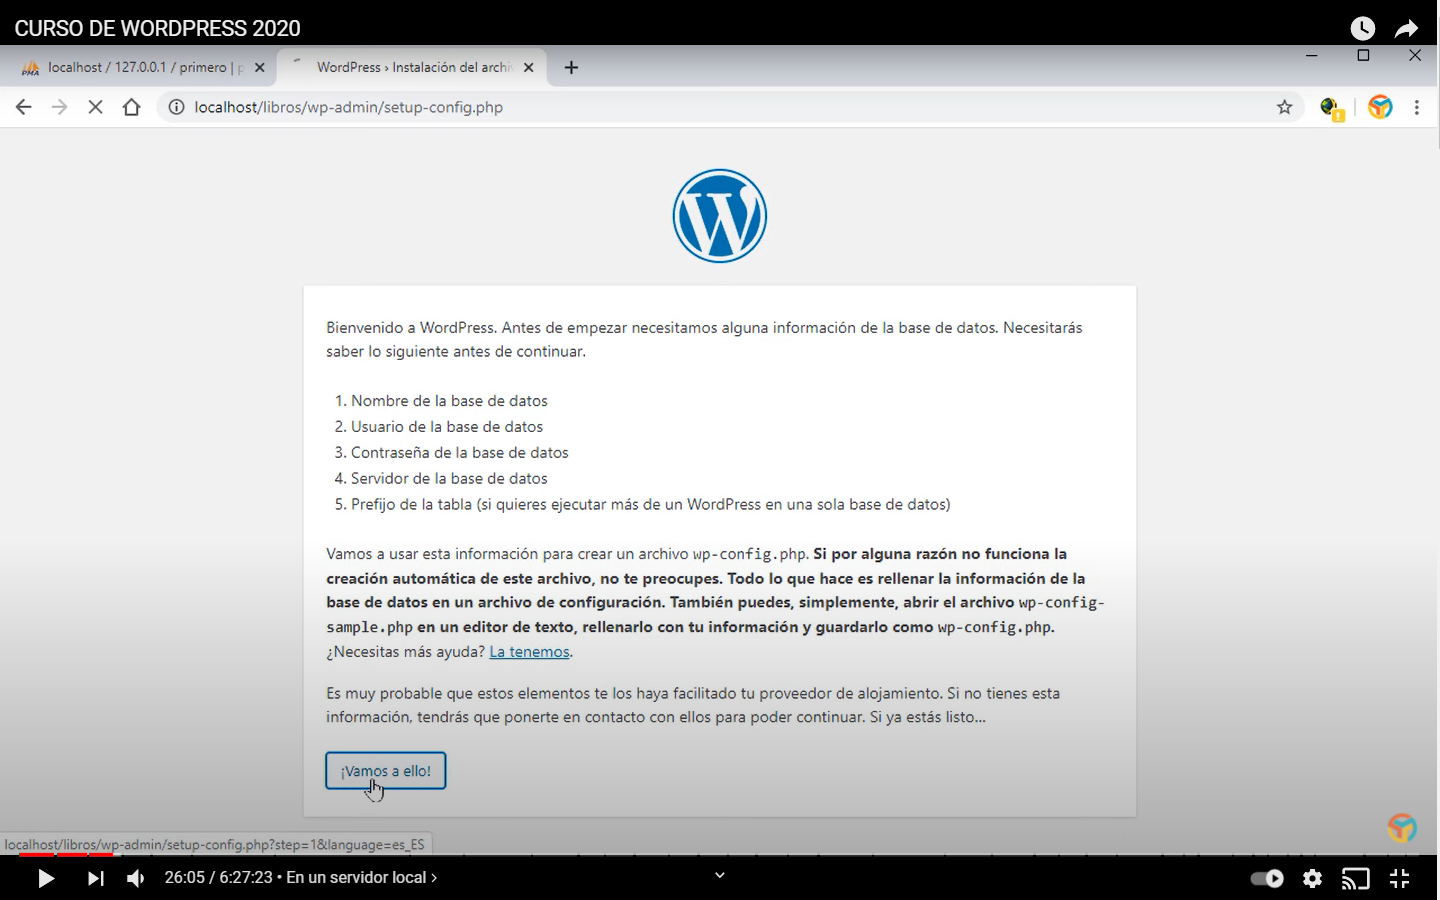 CURSO DE WORDPRESS 2020
localhost / 127.0.0.1 / primero | p
WordPress › Instalación del archi
localhost/libros/wp-admin/setup-config.php
Bienvenido a WordPress. Antes de empezar necesitamos alguna información de la base de datos. Necesitarás
saber lo siguiente antes de continuar.
1. Nombre de la base de datos
2. Usuario de la base de datos
3. Contraseña de la base de datos
4. Servidor de la base de datos
5. Prefijo de la tabla (si quieres ejecutar más de un WordPress en una sola base de datos)
Vamos a usar esta información para crear un archivo wp-config.php. Si por alguna razón no funciona la
creación automática de este archivo, no te preocupes. Todo lo que hace es rellenar la información de la
base de datos en un archivo de configuración. También puedes, simplemente, abrir el archivo wp-config-
sample.php en un editor de texto, rellenarlo con tu información y guardarlo como wp-config.php.
¿Necesitas más ayuda? La tenemos.
Es muy probable que estos elementos te los haya facilitado tu proveedor de alojamiento. Si no tienes esta
información, tendrás que ponerte en contacto con ellos para poder continuar. Si ya estás listo...
¡Vamos a ello!
localhost/libros/wp-admin/setup-config.php?step=1&language=es_ES
26:05 / 6:27:23 • En un servidor local ›